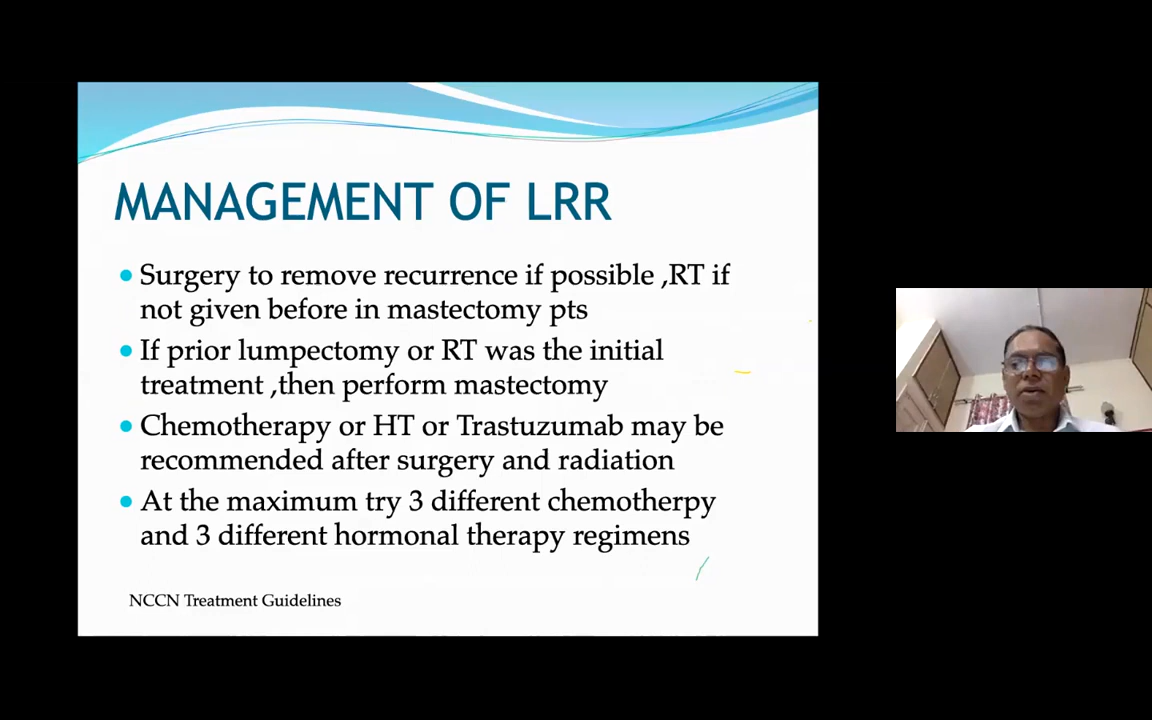 MANAGEMENT OF LRR
Surgery to remove recurrence if possible ,RT if
not given before in mastectomy pts
If prior lumpectomy or RT was the initial
treatment ,then perform mastectomy
Chemotherapy or HT or Trastuzumab may be
recommended after surgery and radiation
At the maximum try 3 different chemotherpy
and 3 different hormonal therapy regimens
NCCN Treatment Guidelines